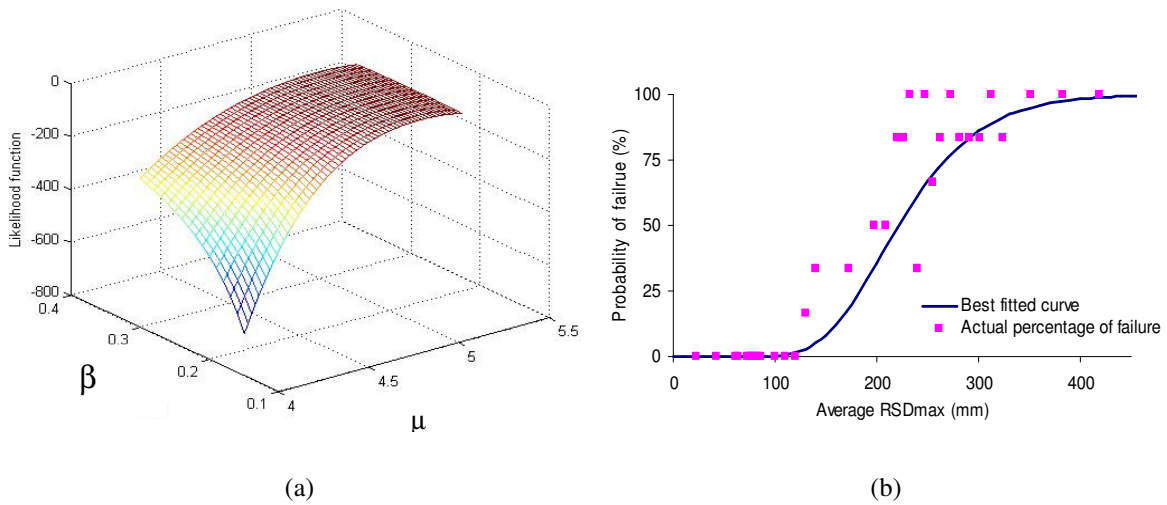 0
-200
-400
-600
-800
Likelihood function
0.4
0.3
0.2
0.1
β
4
4.5
5
5.5
μ
(a)
100
75
50
25
0
Probability of failrue (%)
Best fitted curve
Actual percentage of failure
0 100 200 300 400
Average RSDmax (mm)
(b)